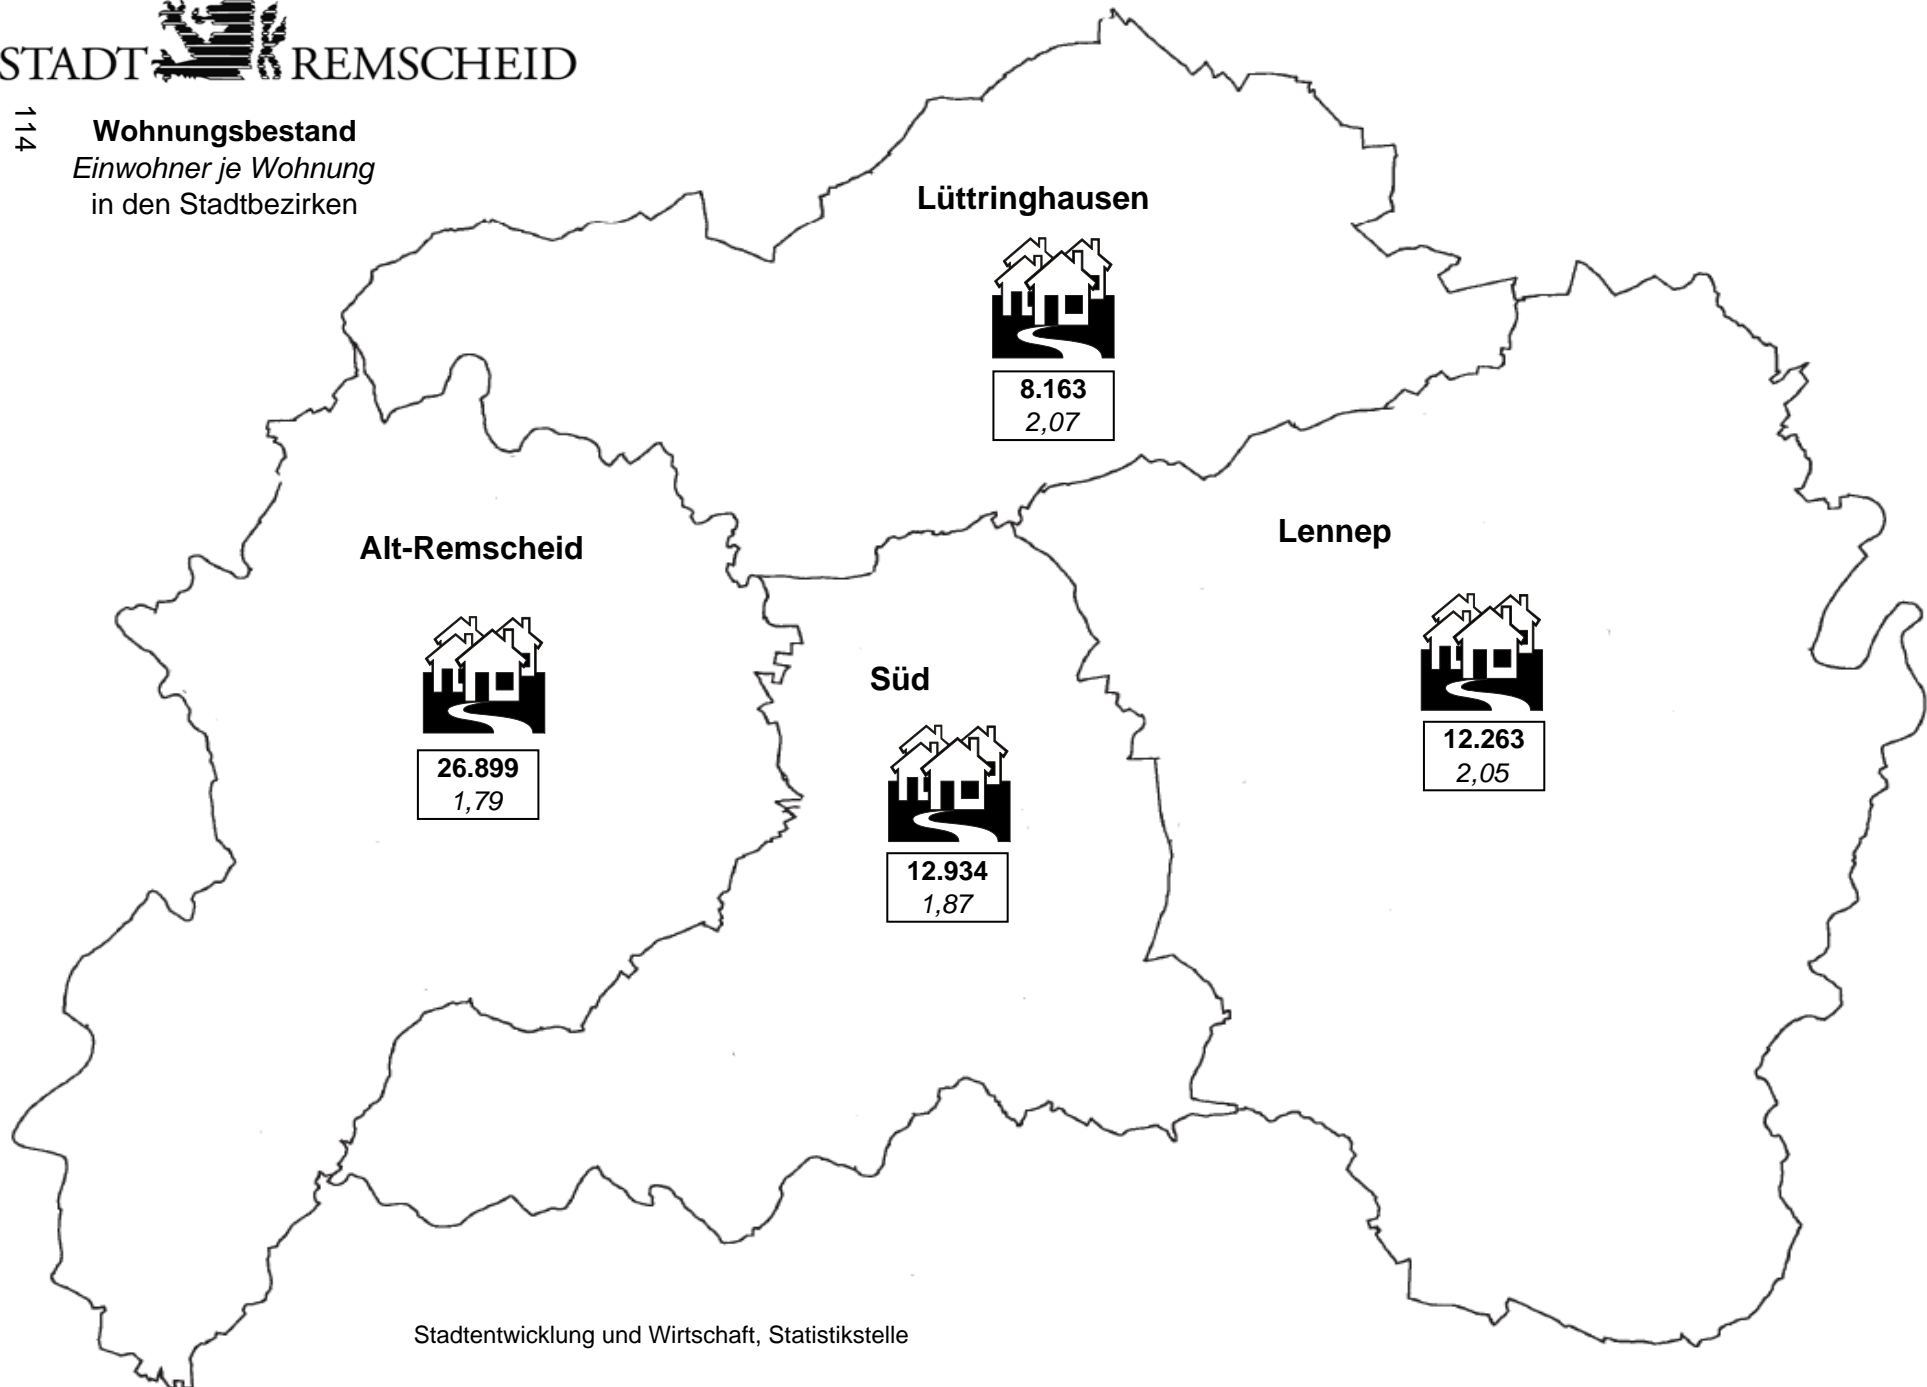 STADT REMSCHEID
114
Wohnungsbestand
Einwohner je Wohnung
in den Stadtbezirken
Lüttringhausen
8.163
2,07
Alt-Remscheid
26.899
1,79
Süd
12.934
1,87
Lennep
12.263
2,05
Stadtentwicklung und Wirtschaft, Statistikstelle